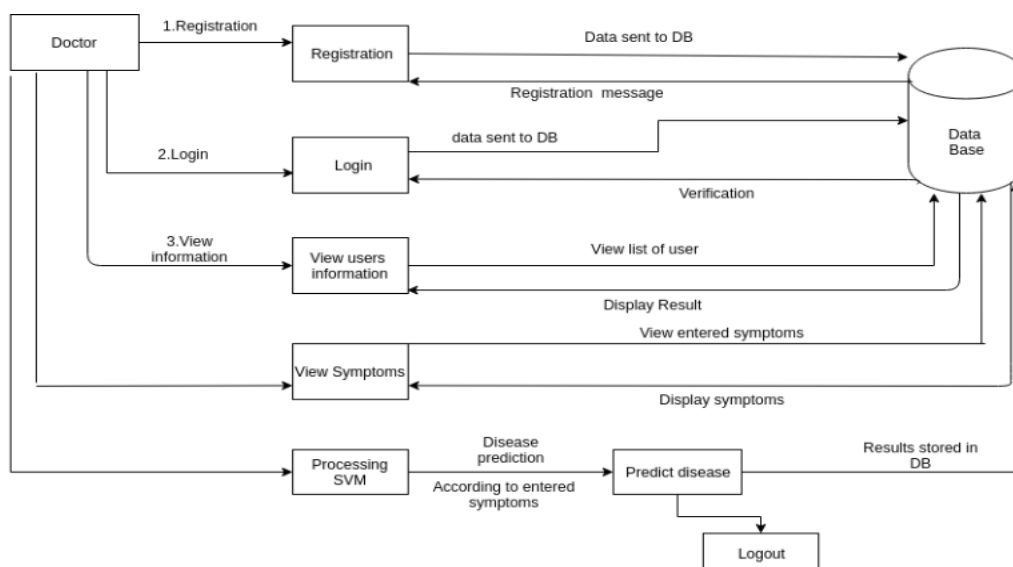 Doctor
1.Registration
Registration
Data sent to DB
Registration message
Data
Base
2.Login
Login
data sent to DB
Verification
3.View
information
View users
information
View list of user
Display Result
View entered symptoms
View Symptoms
Display symptoms
Processing
SVM
Disease
prediction
According to entered
symptoms
Predict disease
Results stored in
DB
Logout